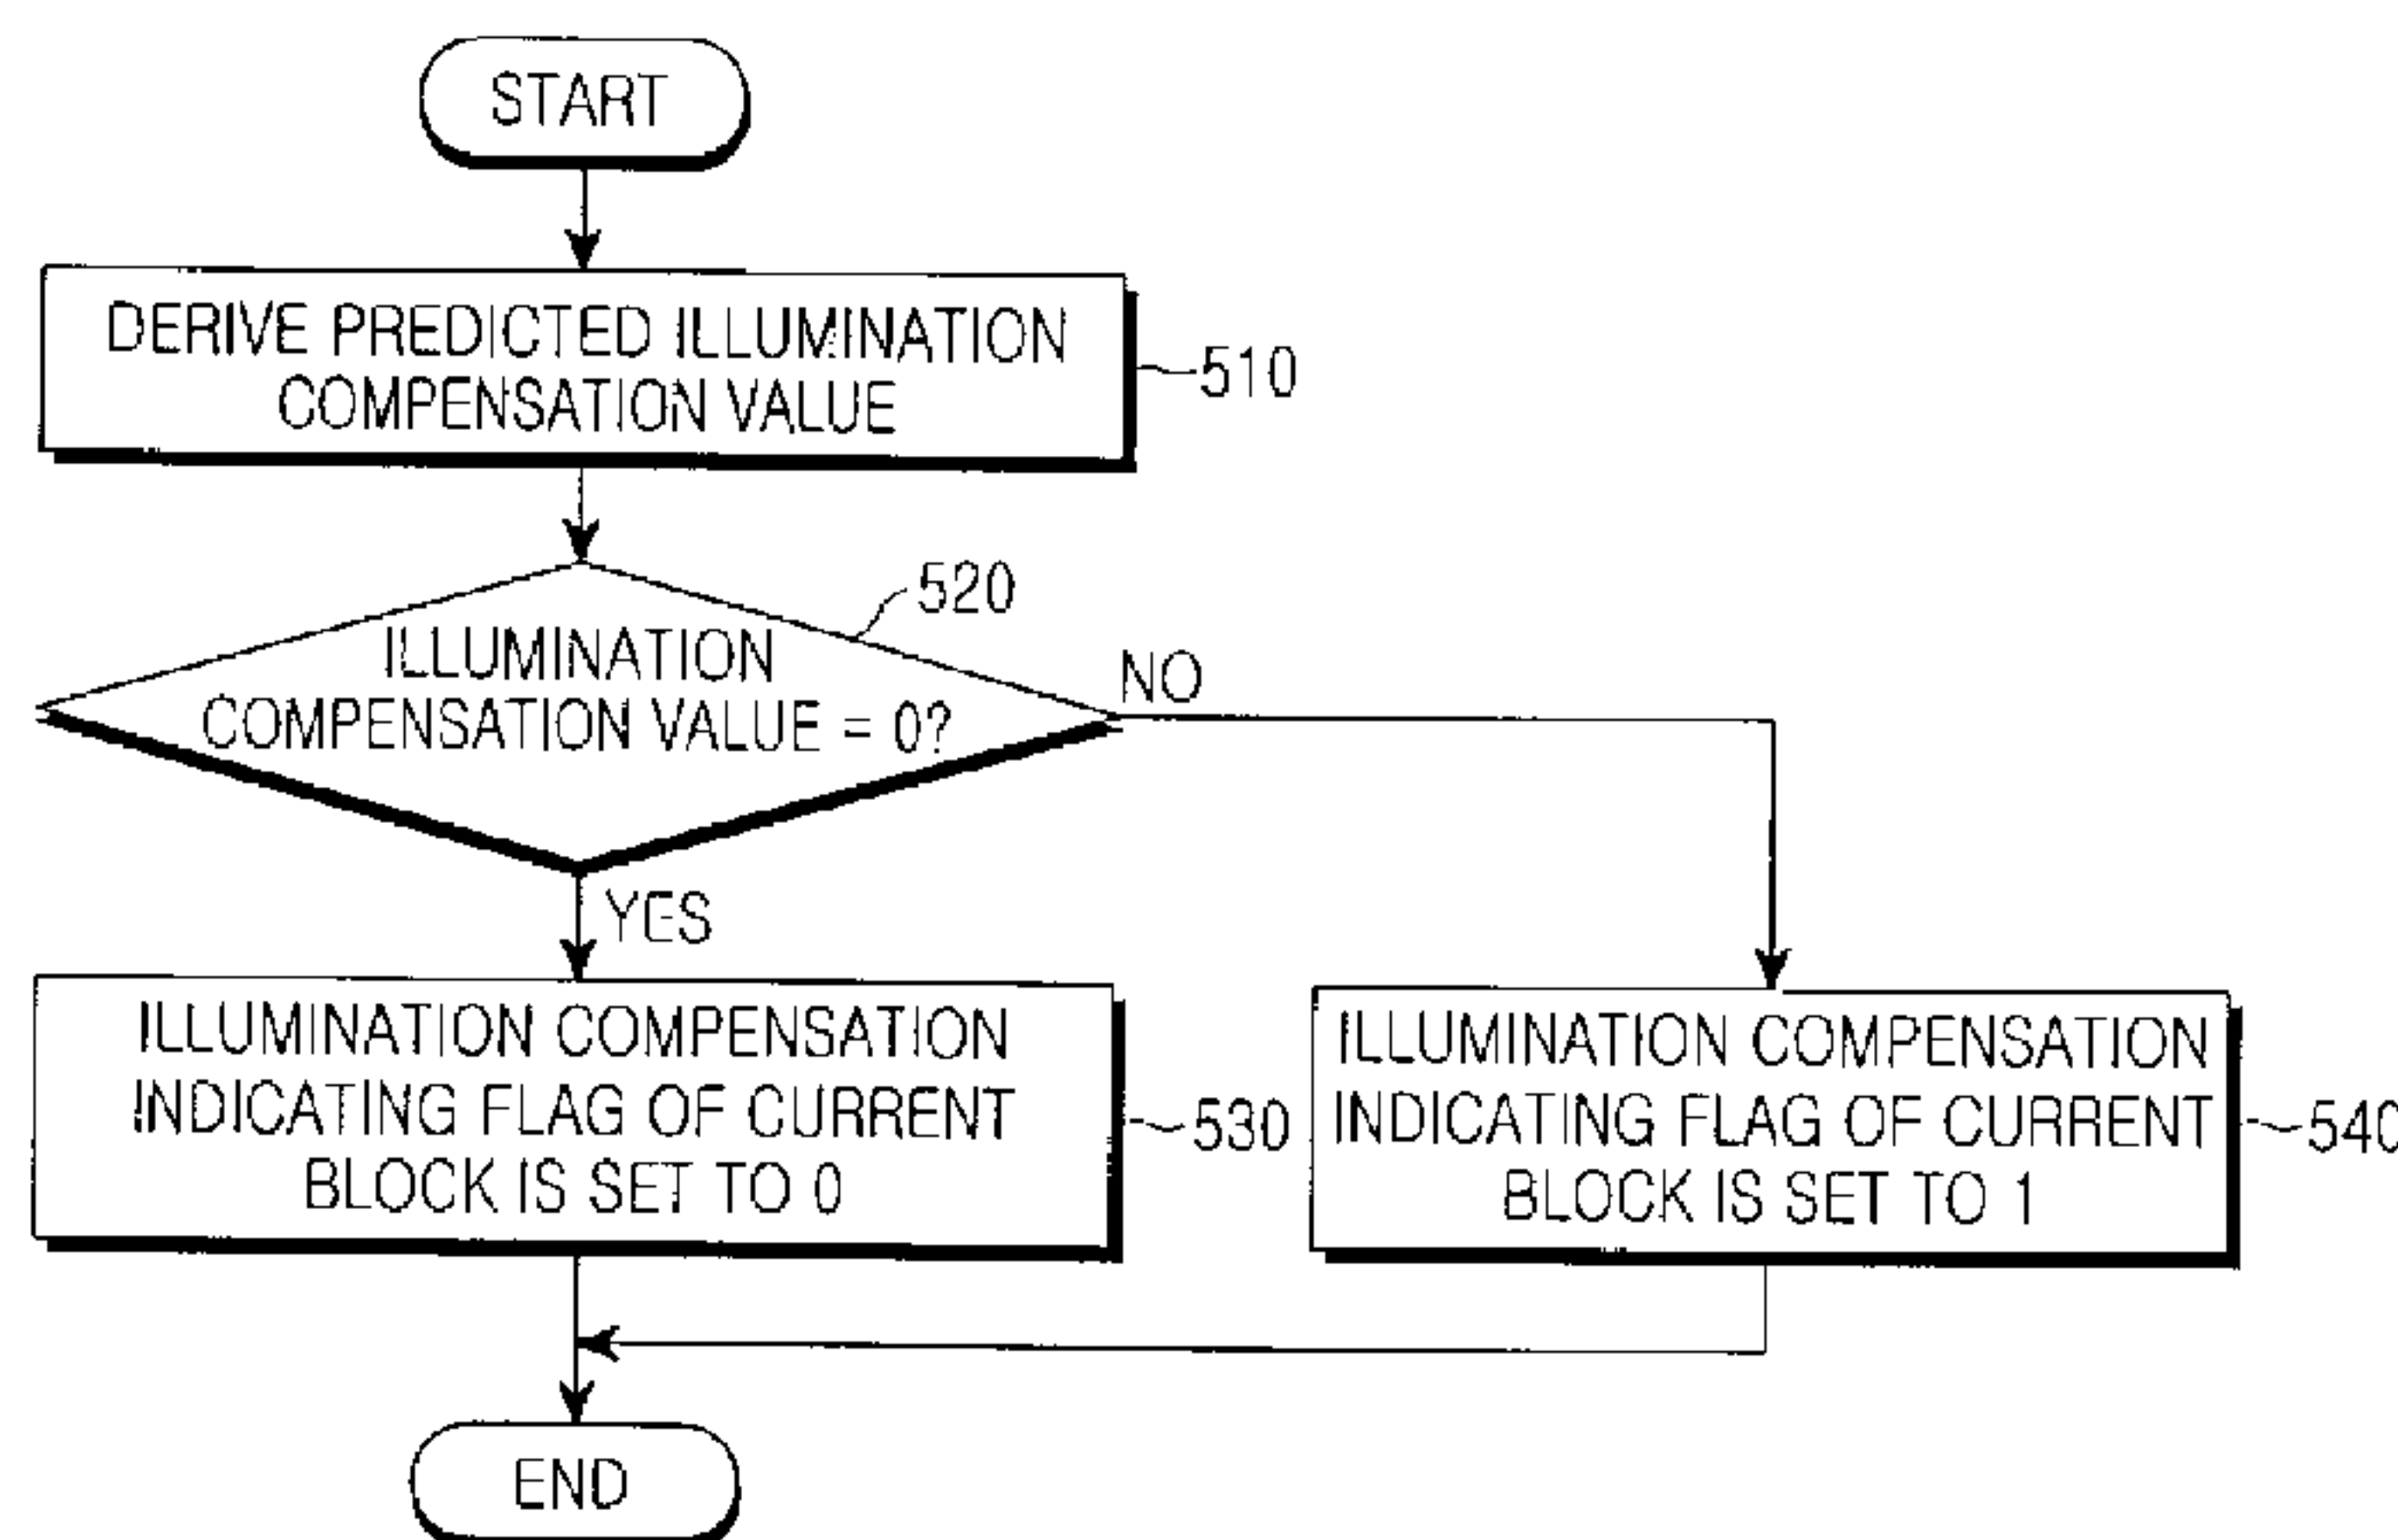 START
DERIVE PREDICTED ILLUMINATION
COMPENSATION VALUE
510
520
ILLUMINATION
COMPENSATION VALUE = 0?
NO
YES
ILLUMINATION COMPENSATION
INDICATING FLAG OF CURRENT
BLOCK IS SET TO 0
530
ILLUMINATION COMPENSATION
INDICATING FLAG OF CURRENT
BLOCK IS SET TO 1
540
END